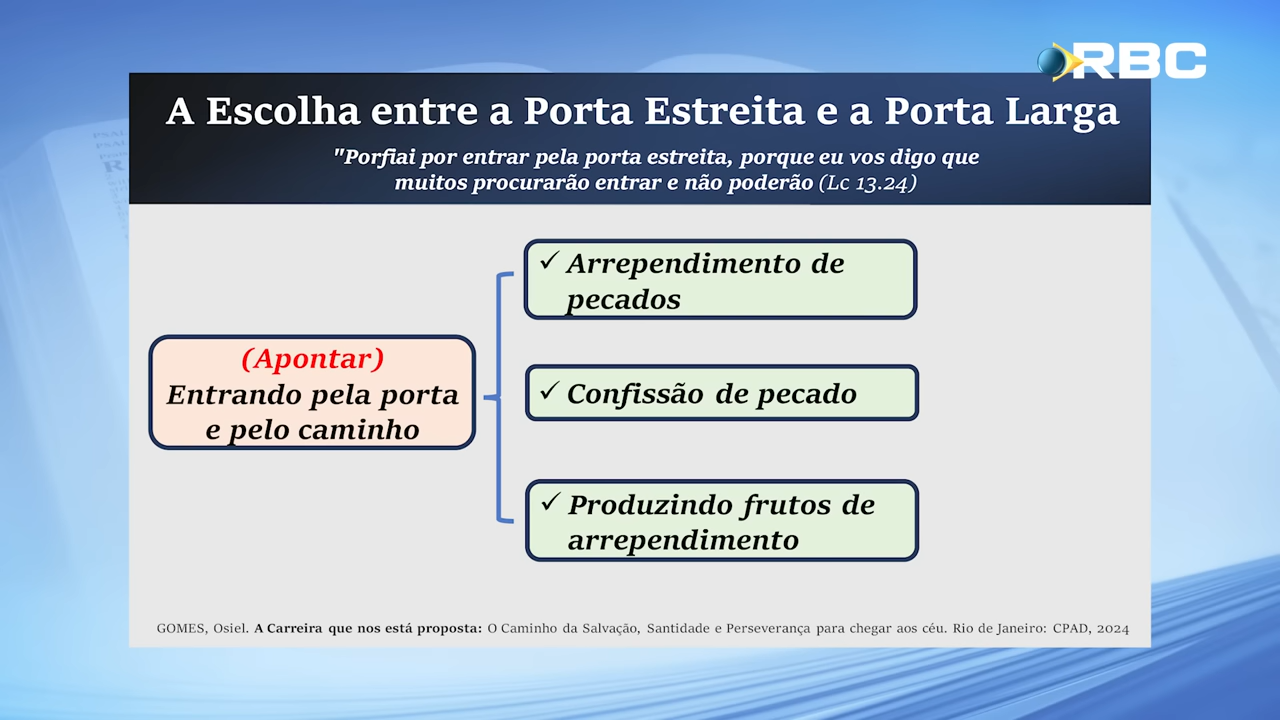 RBC
A Escolha entre a Porta Estreita e a Porta Larga
"Porfiai por entrar pela porta estreita, porque eu vos digo que
muitos procurarão entrar e não poderão (Lc 13.24)
✓ Arrependimento de
pecados
(Apontar)
Entrando pela porta
e pelo caminho
✓ Confissão de pecado
✓ Produzindo frutos de
arrependimento
GOMES, Osiel. A Carreira que nos está proposta: O Caminho da Salvação, Santidade e Perseverança para chegar aos céu. Rio de Janeiro: CPAD, 2024